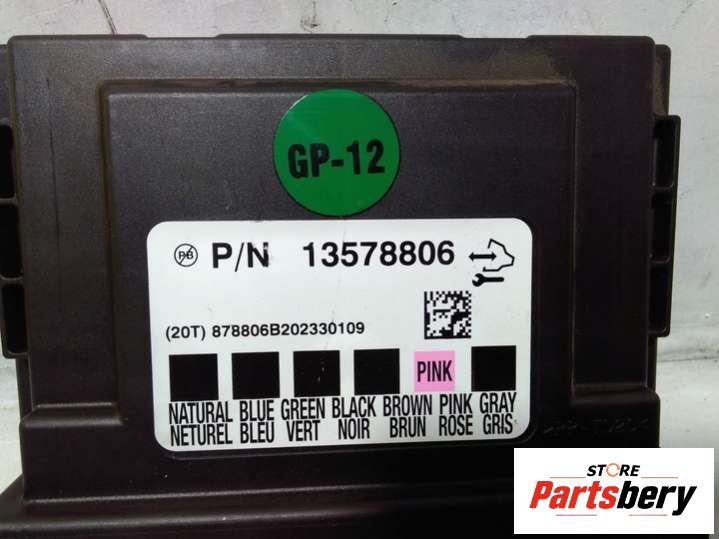 GP-12
PB P/N 13578806
(20T) 878806B202330109
PINK
NATURAL BLUE GREEN BLACK BROWN PINK GRAY
NETUREL BLEU VERT NOIR BRUN ROSE GRIS
STORE
Partsbery